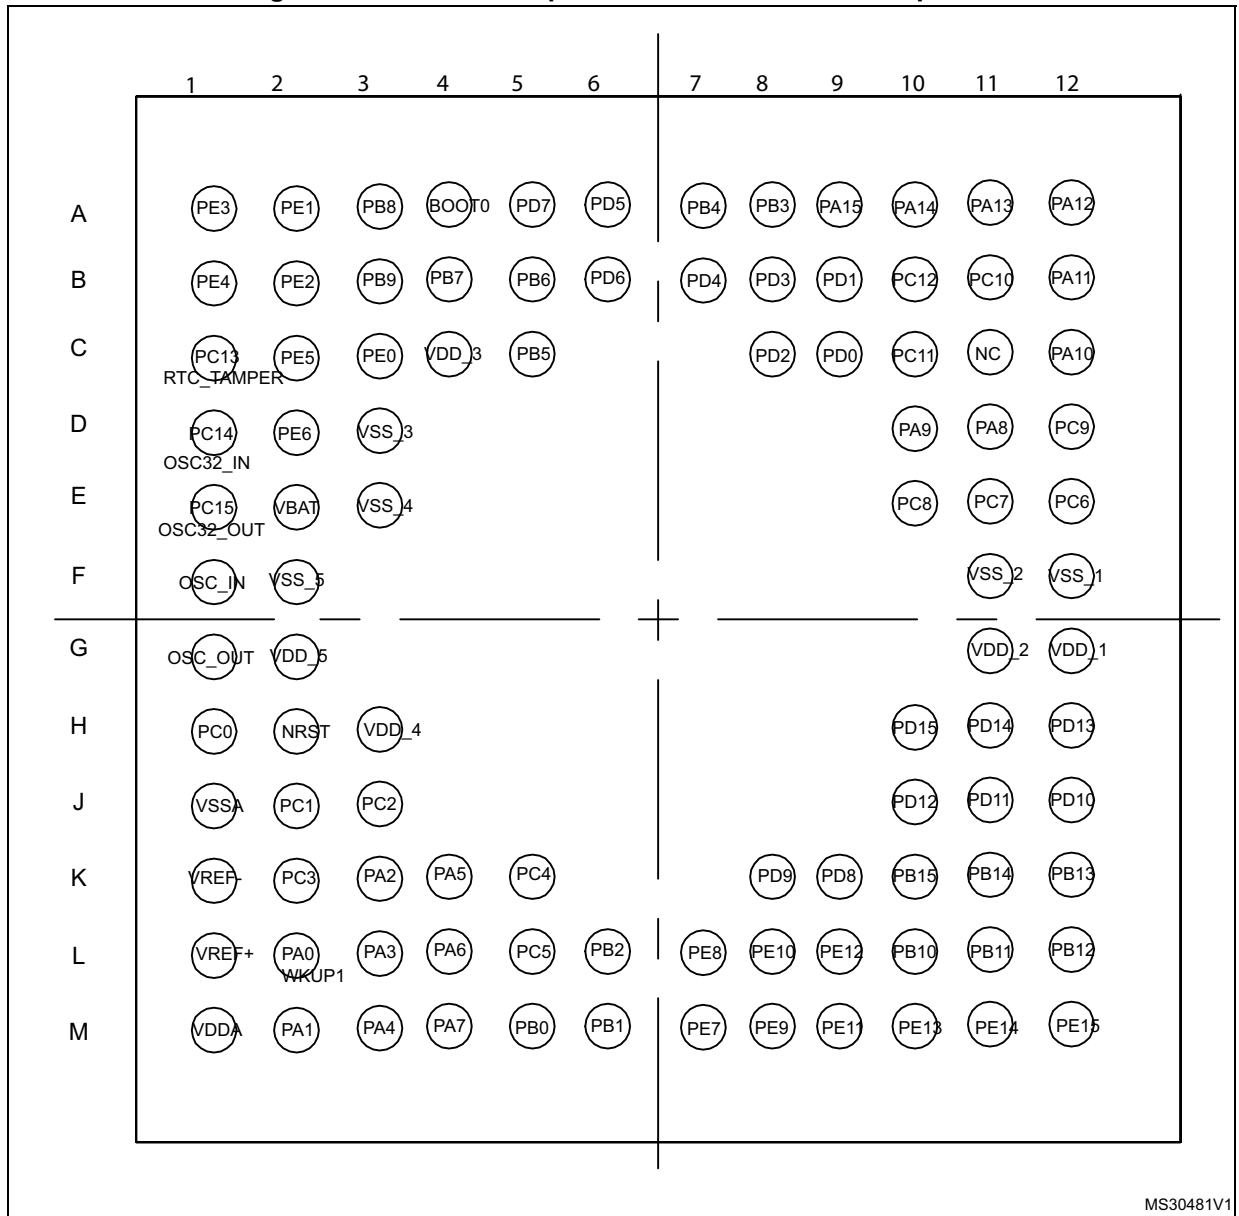 1 2 3 4 5 6 7 8 9 10 11 12
A PE3 PE1 PB8 BOOT0 PD7 PD5 PB4 PB3 PA15 PA14 PA13 PA12
B PE4 PE2 PB9 PB7 PB6 PD6 PD4 PD3 PD1 PC12 PC10 PA11
C PC13 PE5 PE0 VDD_3 PB5 PD2 PD0 PC11 NC PA10
RTC_TAMPER
D PC14 PE6 VSS_3 PA9 PA8 PC9
OSC32_IN
E PC15 VBAT VSS_4 PC8 PC7 PC6
OSC32_OUT
F OSC_IN VSS_5 VSS_2 VSS_1
G OSC_OUT VDD_5 VDD_2 VDD_1
H PC0 NRST VDD_4 PD15 PD14 PD13
J VSSA PC1 PC2 PD12 PD11 PD10
K VREF- PC3 PA2 PA5 PC4 PD9 PD8 PB15 PB14 PB13
L VREF+ PA0 PA3 PA6 PC5 PB2 PE8 PE10 PE12 PB10 PB11 PB12
WKUP1
M VDDA PA1 PA4 PA7 PB0 PB1 PE7 PE9 PE11 PE13 PE14 PE15
MS30481V1